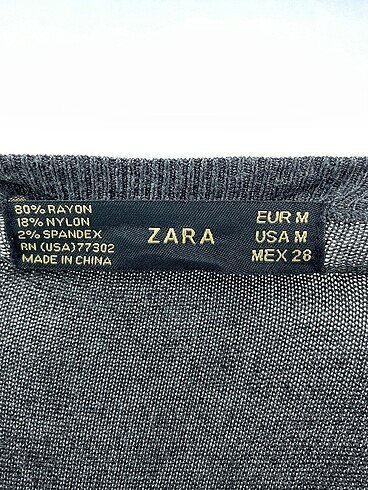 80% RAYON
18% NYLON
2% SPANDEX
RN (USA) 77302
MADE IN CHINA
ZARA
EUR M
USA M
MEX 28